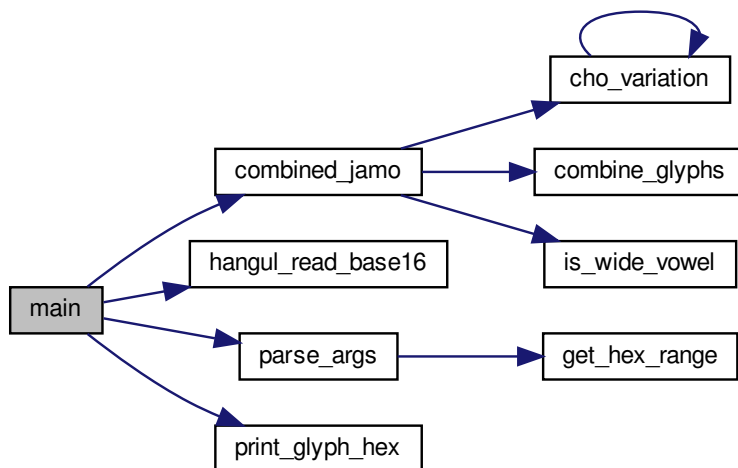 main
combined_jamo
hangul_read_base16
parse_args
print_glyph_hex
cho_variation
combine_glyphs
is_wide_vowel
get_hex_range